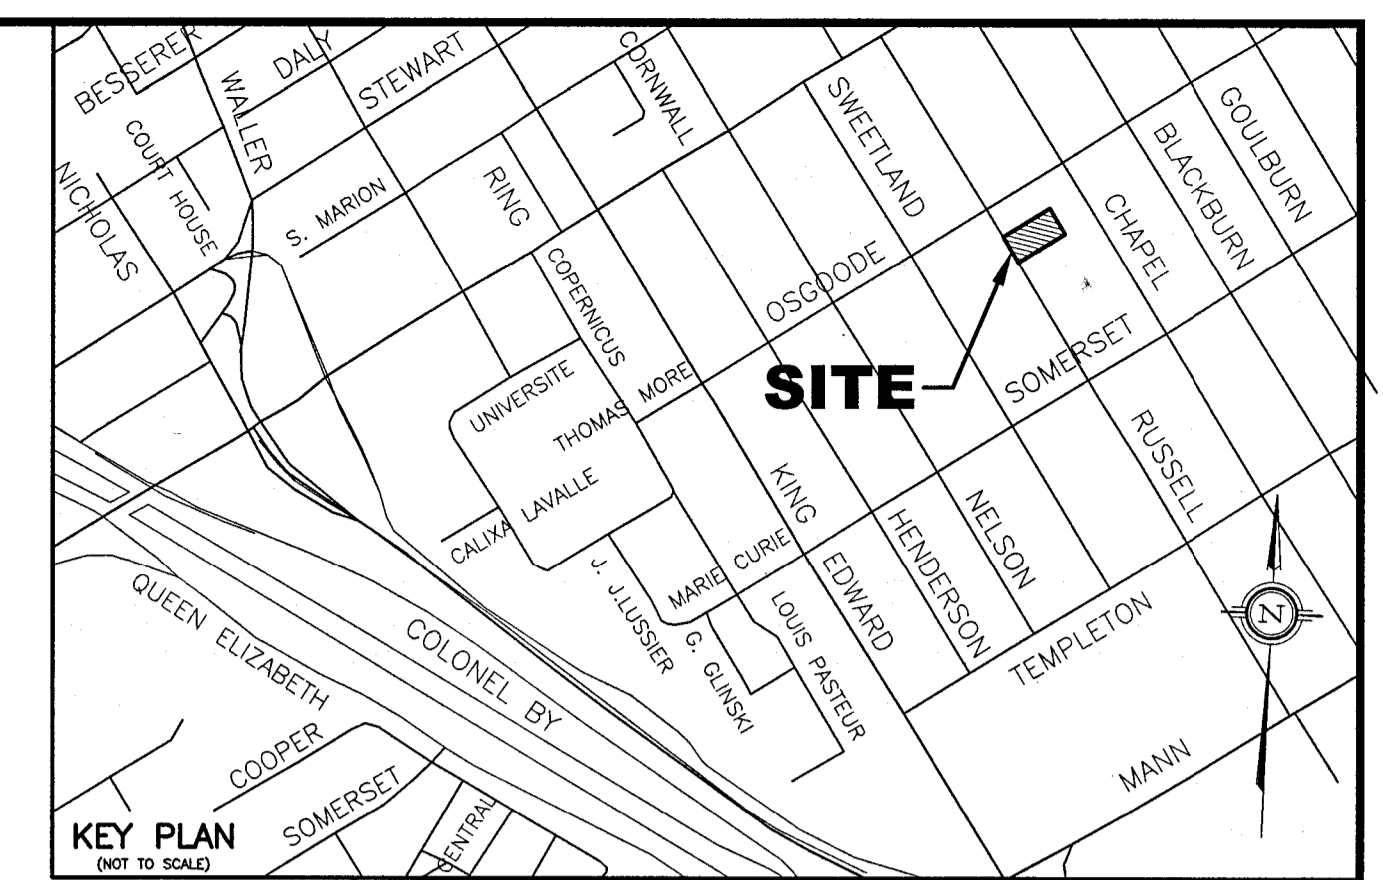 BESSERER
DALY
STEWART
CORNWALL
WALLER
SWEETLAND
GOULBURN
COURT HOUSE
BLACKBURN
NICHOLAS
S. MARION
RING
CHAPEL
OSGOODE
COPERNICUS
SITE
SOMERSET
UNIVERSITE
THOMAS MORE
RUSSELL
CALIXA LAVALLE
KING
NELSON
HENDERSON
MARIE CURIE
EDWARD
J. J.LUSSIER
LOUIS PASTEUR
G. GLINSKI
TEMPLETON
N
QUEEN ELIZABETH
COLONEL BY
COOPER
MANN
SOMERSET
CENTRAL
KEY PLAN
(NOT TO SCALE)